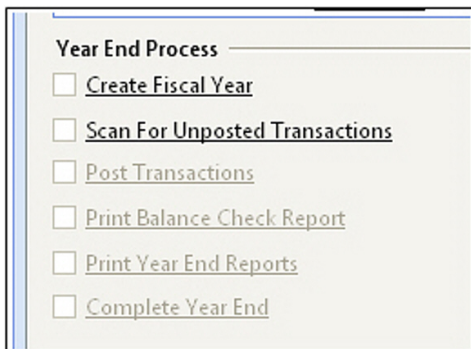 Year End Process
Create Fiscal Year
Scan For Unposted Transactions
Post Transactions
Print Balance Check Report
Print Year End Reports
Complete Year End